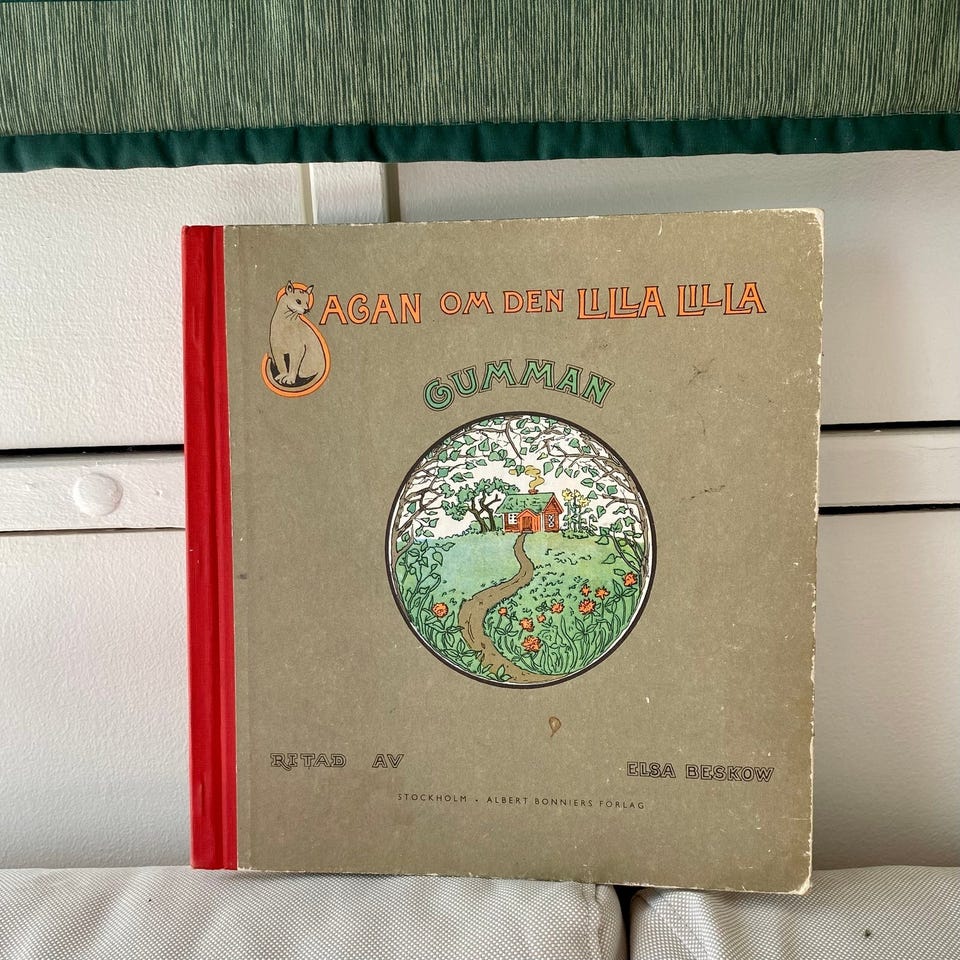 SAGAN OM DEN LILLA LILLA
GUMMAN
RITAD AV ELSA BESKOW
STOCKHOLM • ALBERT BONNIERS FÖRLAG